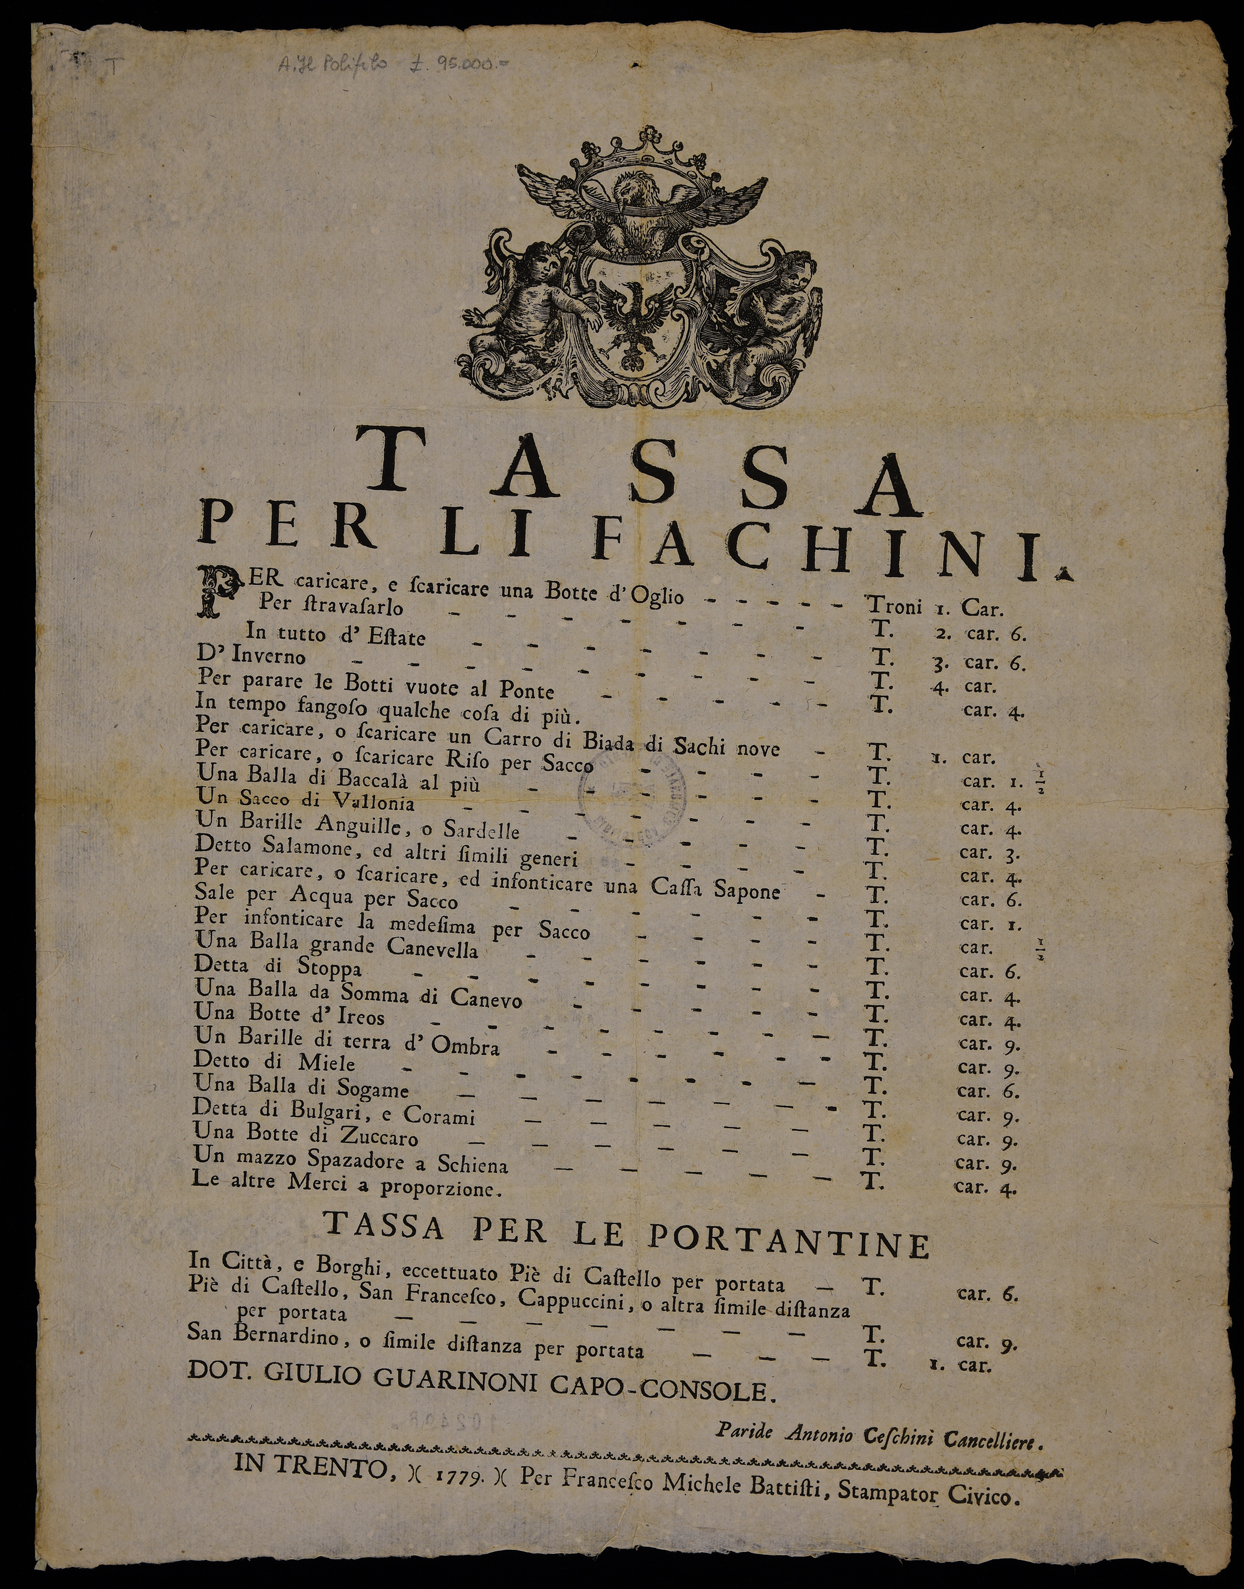 T
A. Il Polifilo £. 95.000.=
TASSA
PER LI FACHINI.
PER caricare, e ſcaricare una Botte d'Oglio - - - - - Troni 1. Car.
Per ſtravaſarlo - - - - - - - T. 2. car. 6.
In tutto d' Eſtate - - - - - - - T. 3. car. 6.
D' Inverno - - - - - - - - - T. 4. car.
Per parare le Botti vuote al Ponte - - - - - T. car. 4.
In tempo fangoſo qualche coſa di più.
Per caricare, o ſcaricare un Carro di Biada di Sachi nove - T. 1. car.
Per caricare, o ſcaricare Riſo per Sacco - - - - T. car. 1. 1/2
Una Balla di Baccalà al più - - - - - - T. car. 4.
Un Sacco di Vallonia - - - - - - - T. car. 4.
Un Barille Anguille, o Sardelle - - - - - T. car. 3.
Detto Salamone, ed altri ſimili generi - - - - T. car. 4.
Per caricare, o ſcaricare, ed infonticare una Caſſa Sapone - T. car. 6.
Sale per Acqua per Sacco - - - - - - T. car. 1.
Per infonticare la medeſima per Sacco - - - - T. car. 1/2
Una Balla grande Canevella - - - - - - T. car. 6.
Detta di Stoppa - - - - - - - - T. car. 4.
Una Balla da Somma di Canevo - - - - - T. car. 4.
Una Botte d' Ireos - - - - - - - - T. car. 9.
Un Barille di terra d' Ombra - - - - - - T. car. 9.
Detto di Miele - - - - - - - - T. car. 6.
Una Balla di Sogame — — — — — — - T. car. 9.
Detta di Bulgari, e Corami — — — — — T. car. 9.
Una Botte di Zuccaro — — — — — — T. car. 9.
Un mazzo Spazadore a Schiena — — — — — T. car. 4.
Le altre Merci a proporzione.
TASSA PER LE PORTANTINE
In Città, e Borghi, eccettuato Piè di Caſtello per portata — T. car. 6.
Piè di Caſtello, San Franceſco, Cappuccini, o altra ſimile diſtanza
per portata — — — — — — — T. car. 9.
San Bernardino, o ſimile diſtanza per portata — — — T. 1. car.
DOT. GIULIO GUARINONI CAPO-CONSOLE.
Paride Antonio Ceſchini Cancelliere.
IN TRENTO, )( 1779. )( Per Franceſco Michele Battiſti, Stampator Civico.